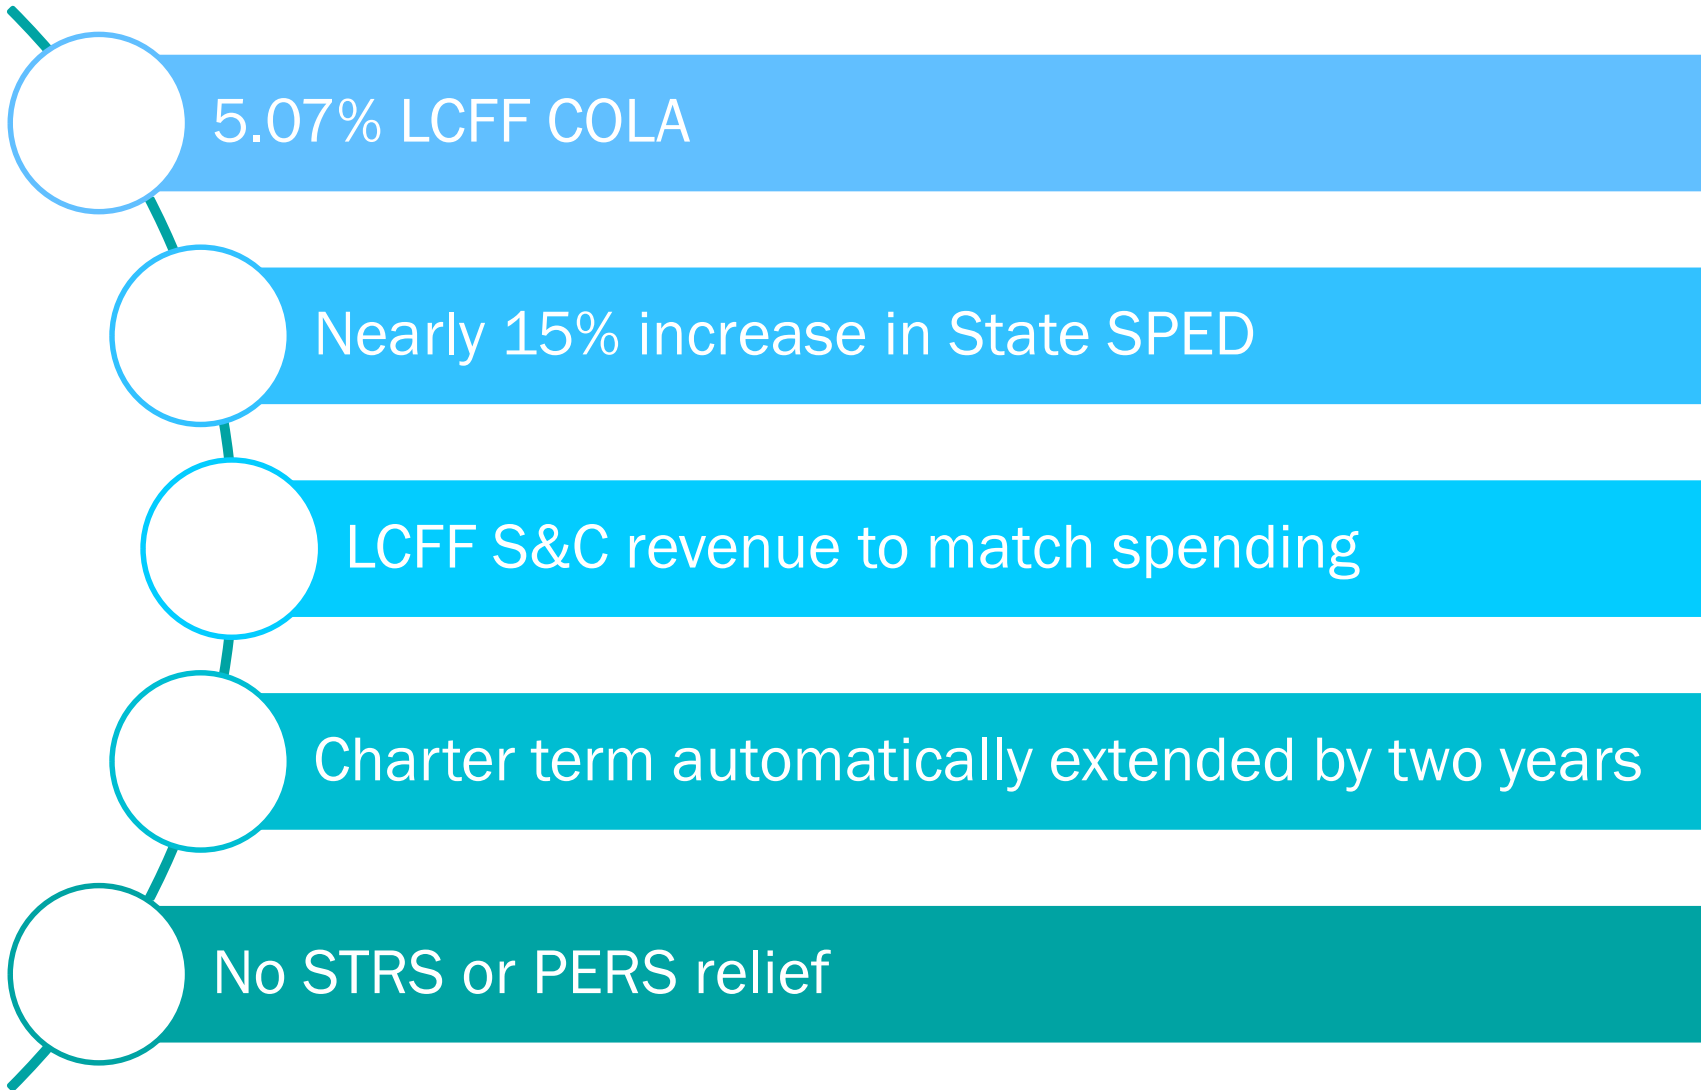 5.07% LCFF COLA
Nearly 15% increase in State SPED
LCFF S&C revenue to match spending
Charter term automatically extended by two years
No STRS or PERS relief